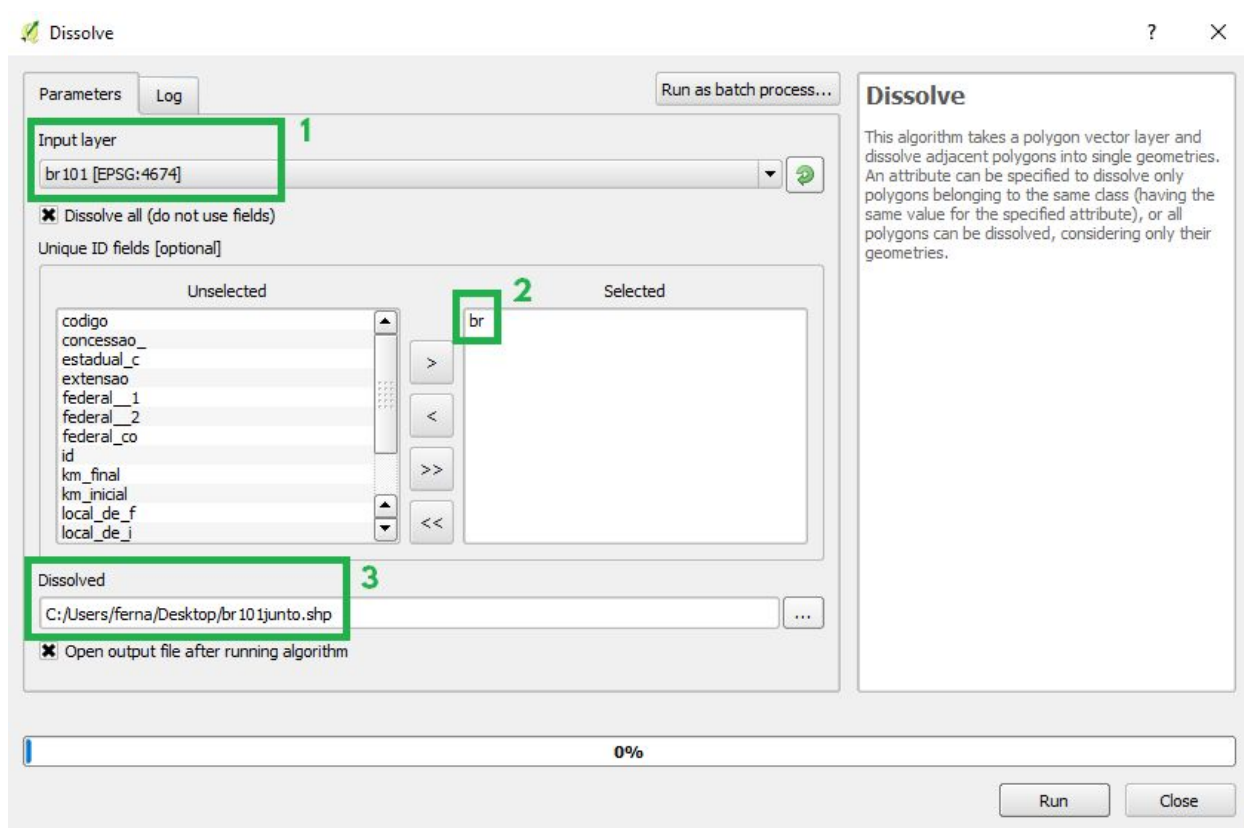 Dissolve
?
Parameters
Log
Run as batch process...
Input layer
1
br101 [EPSG:4674]
Dissolve all (do not use fields)
Unique ID fields [optional]
Unselected
2
Selected
codigo
concessao_
estadual_c
extensao
federal__1
federal__2
federal_co
id
km_final
km_inicial
local_de_f
local_de_i
>
<
>>
<<
br
Dissolved
3
C:/Users/ferna/Desktop/br101junto.shp
...
Open output file after running algorithm
Dissolve
This algorithm takes a polygon vector layer and
dissolve adjacent polygons into single geometries.
An attribute can be specified to dissolve only
polygons belonging to the same class (having the
same value for the specified attribute), or all
polygons can be dissolved, considering only their
geometries.
0%
Run
Close